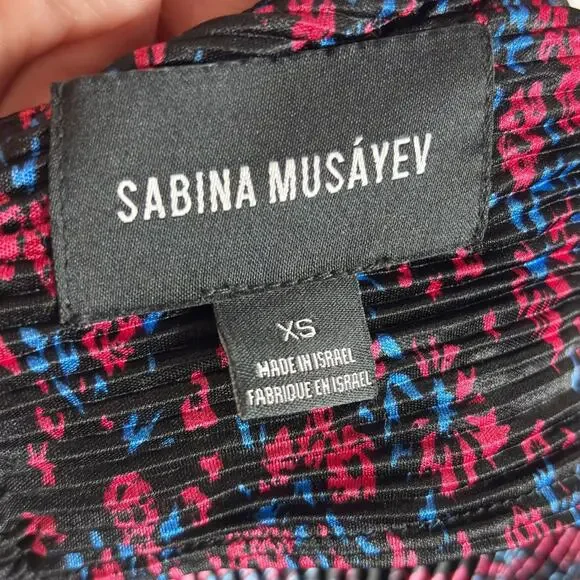 SABINA MUSÁYEV
XS
MADE IN ISRAEL
FABRIQUE EN ISRAEL